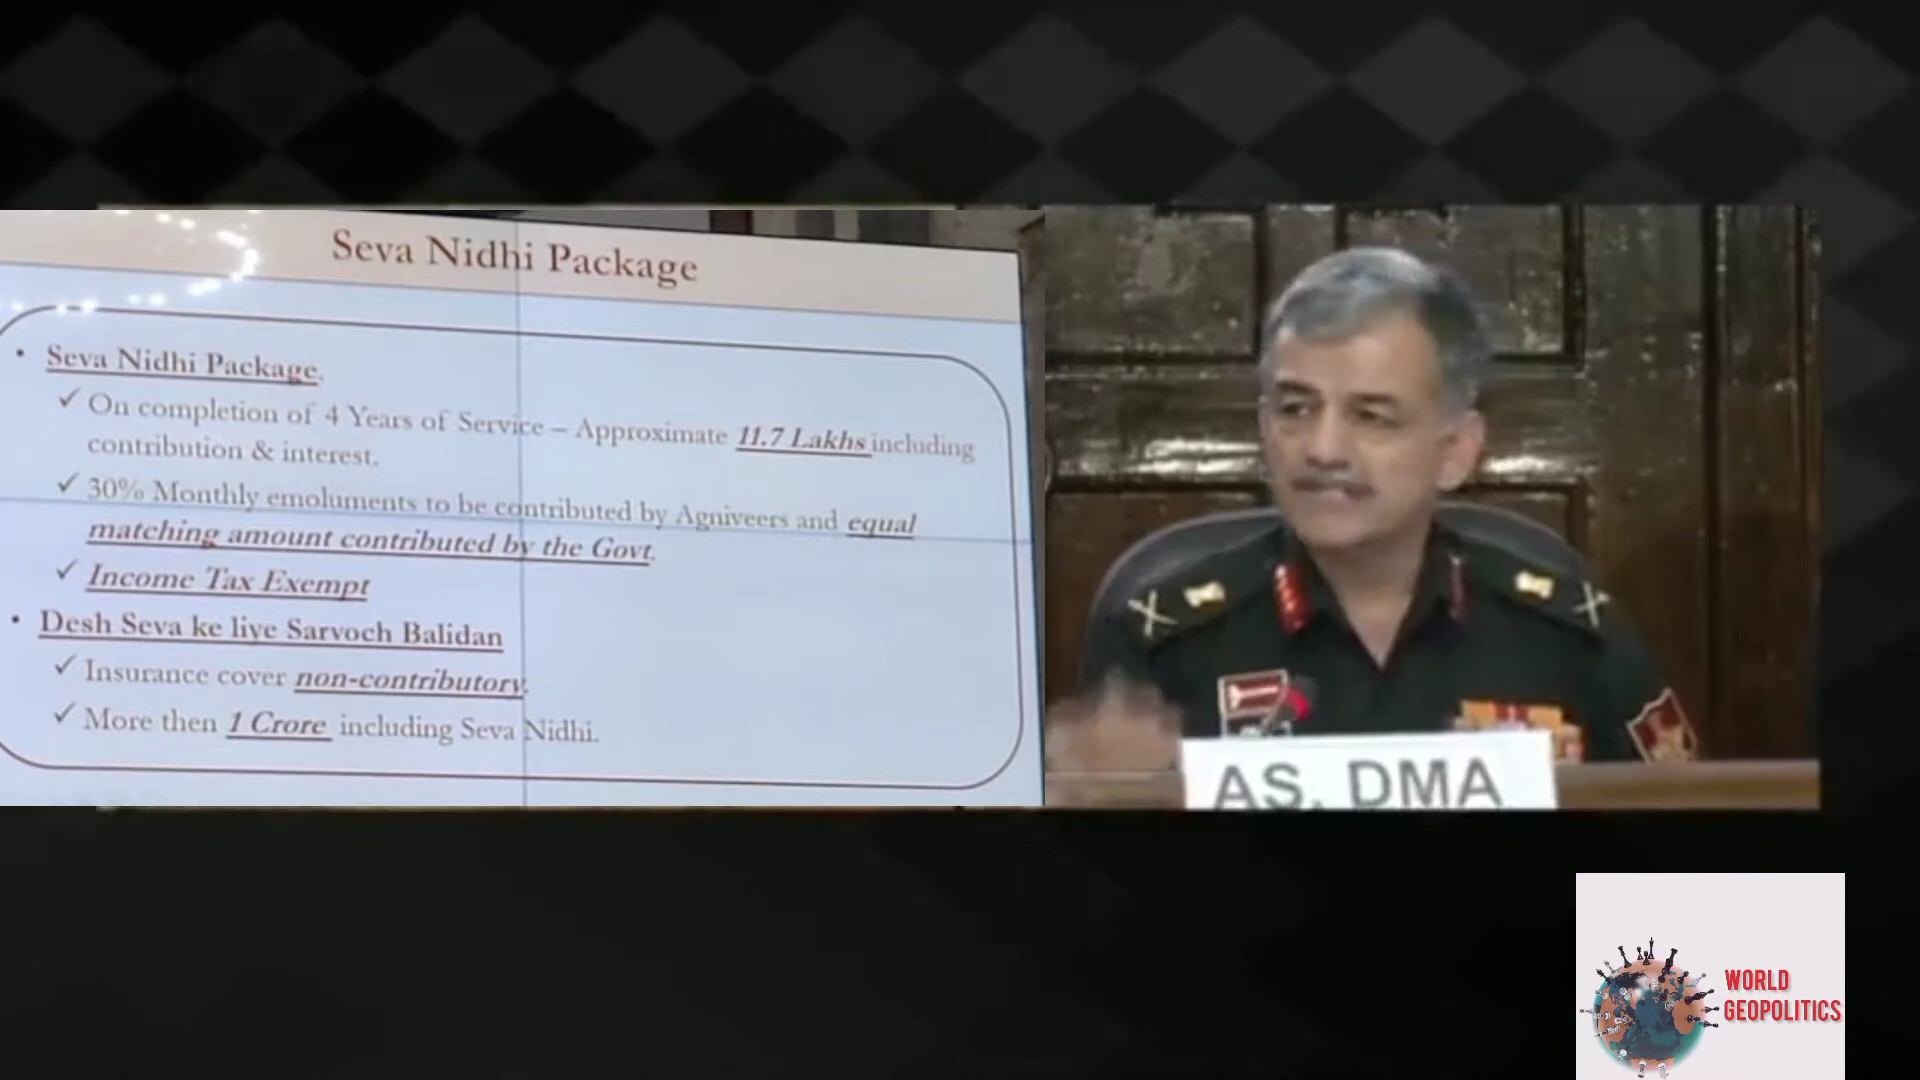 Seva Nidhi Package
• Seva Nidhi Package.
✓ On completion of 4 Years of Service – Approximate 11.7 Lakhs including
contribution & interest.
✓ 30% Monthly emoluments to be contributed by Agniveers and equal
matching amount contributed by the Govt.
✓ Income Tax Exempt
• Desh Seva ke liye Sarvoch Balidan
✓ Insurance cover non-contributory.
✓ More then 1 Crore including Seva Nidhi.
AS, DMA
WORLD
GEOPOLITICS